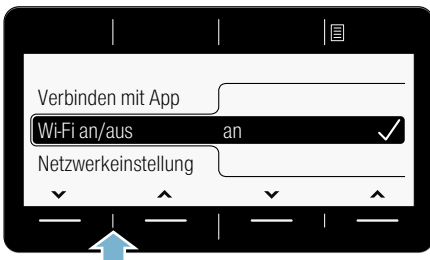 Verbinden mit App
Wi-Fi an/aus an
Netzwerkeinstellung